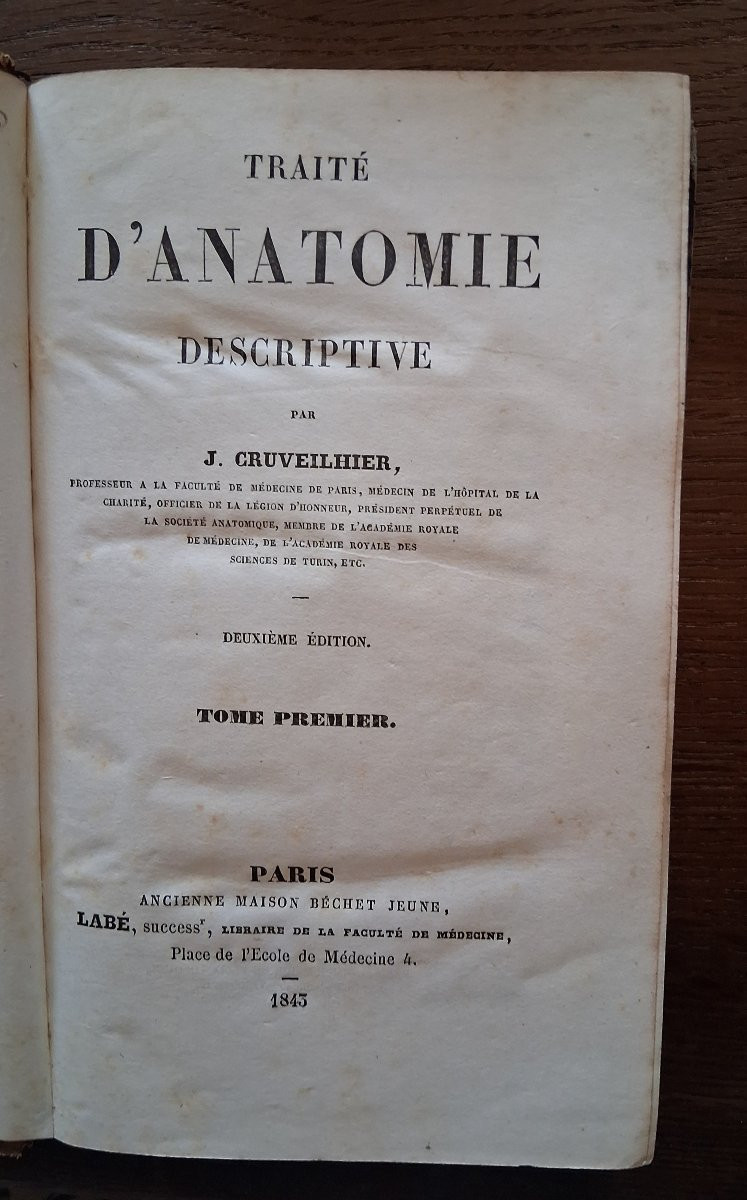 TRAITÉ
D'ANATOMIE
DESCRIPTIVE
PAR
J. CRUVEILHIER,
PROFESSEUR A LA FACULTÉ DE MÉDECINE DE PARIS, MÉDECIN DE L'HÔPITAL DE LA
CHARITÉ, OFFICIER DE LA LÉGION D'HONNEUR, PRÉSIDENT PERPÉTUEL DE
LA SOCIÉTÉ ANATOMIQUE, MEMBRE DE L'ACADÉMIE ROYALE
DE MÉDECINE, DE L'ACADÉMIE ROYALE DES
SCIENCES DE TURIN, ETC.
—
DEUXIÈME ÉDITION.
TOME PREMIER.
PARIS
ANCIENNE MAISON BÉCHET JEUNE,
LABÉ, success^r, LIBRAIRE DE LA FACULTÉ DE MÉDECINE,
Place de l'Ecole de Médecine 4.
—
1843